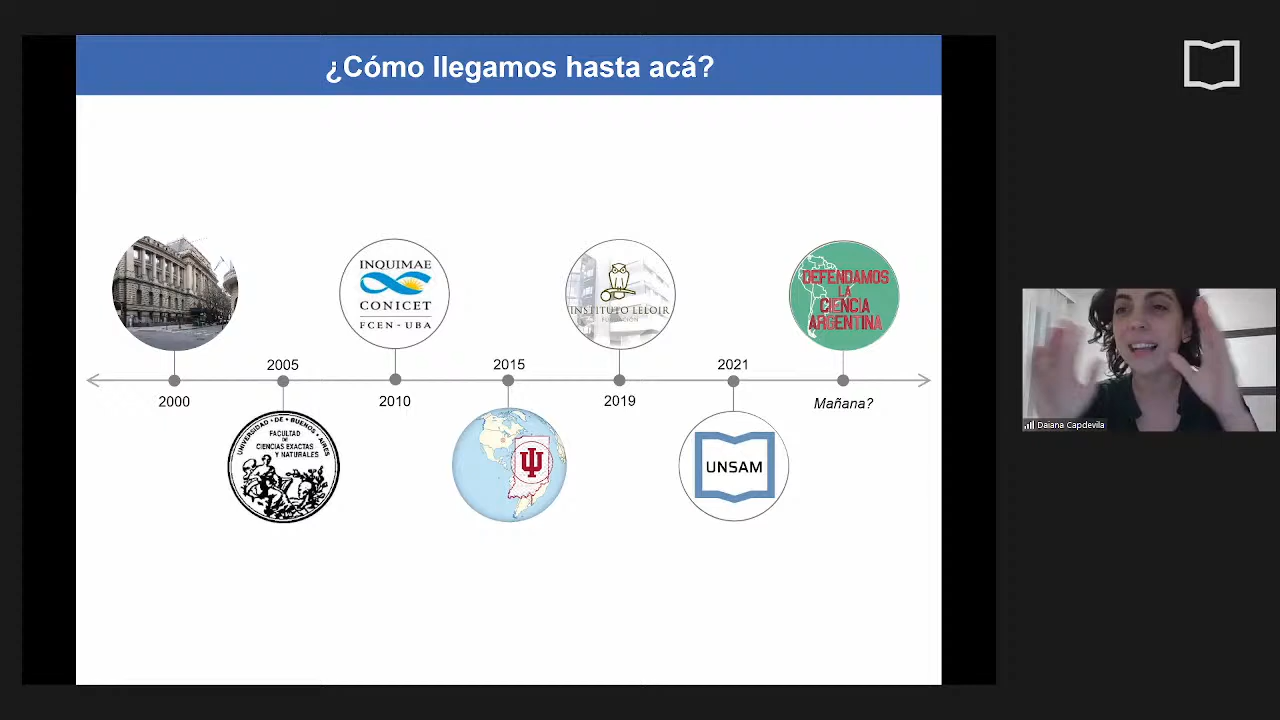 ¿Cómo llegamos hasta acá?
INQUIMAE
CONICET
FCEN - UBA
INSTITUTO LELOIR
FUNDACIÓN
DEFENDAMOS
LA
CIENCIA
ARGENTINA
2005
2015
2021
2000
2010
2019
Mañana?
UNIVERSIDAD · DE · BUENOS · AIRES
FACULTAD
DE
CIENCIAS EXACTAS
Y NATURALES
UNSAM
Daiana Capdevila